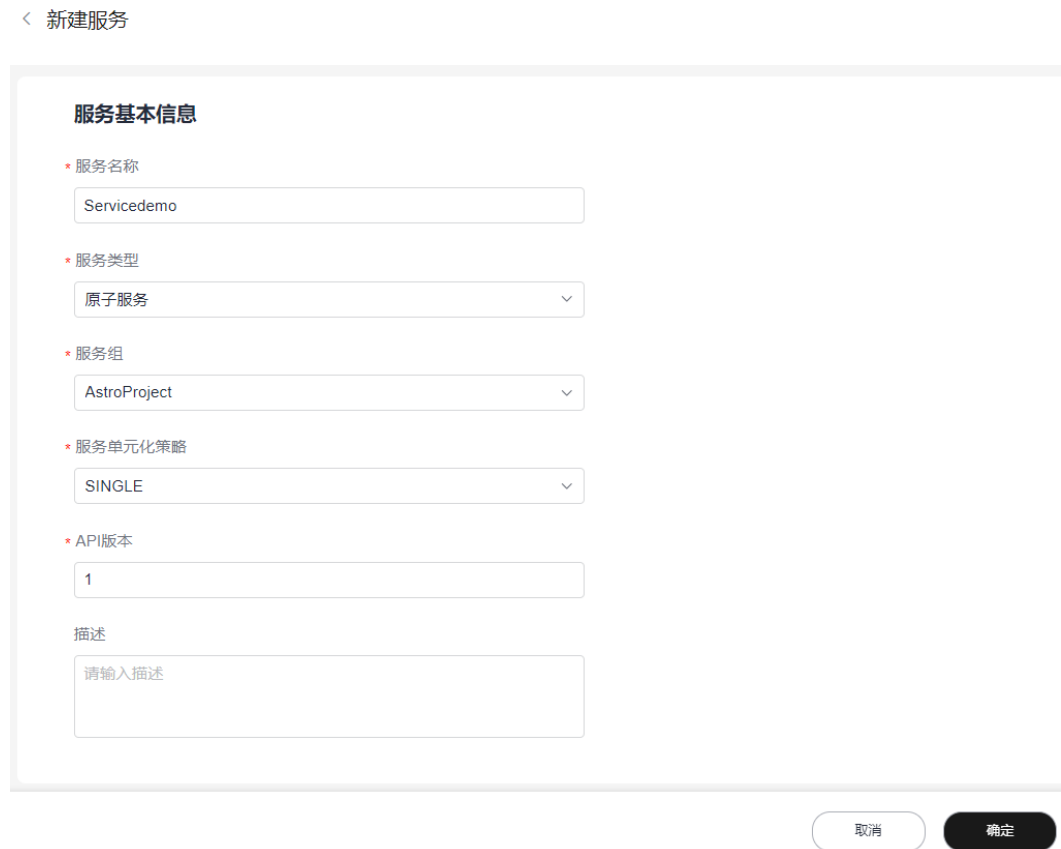 新建服务
服务基本信息
* 服务名称
Servicedemo
* 服务类型
原子服务
* 服务组
AstroProject
* 服务单元化策略
SINGLE
* API版本
1
描述
请输入描述
取消 确定